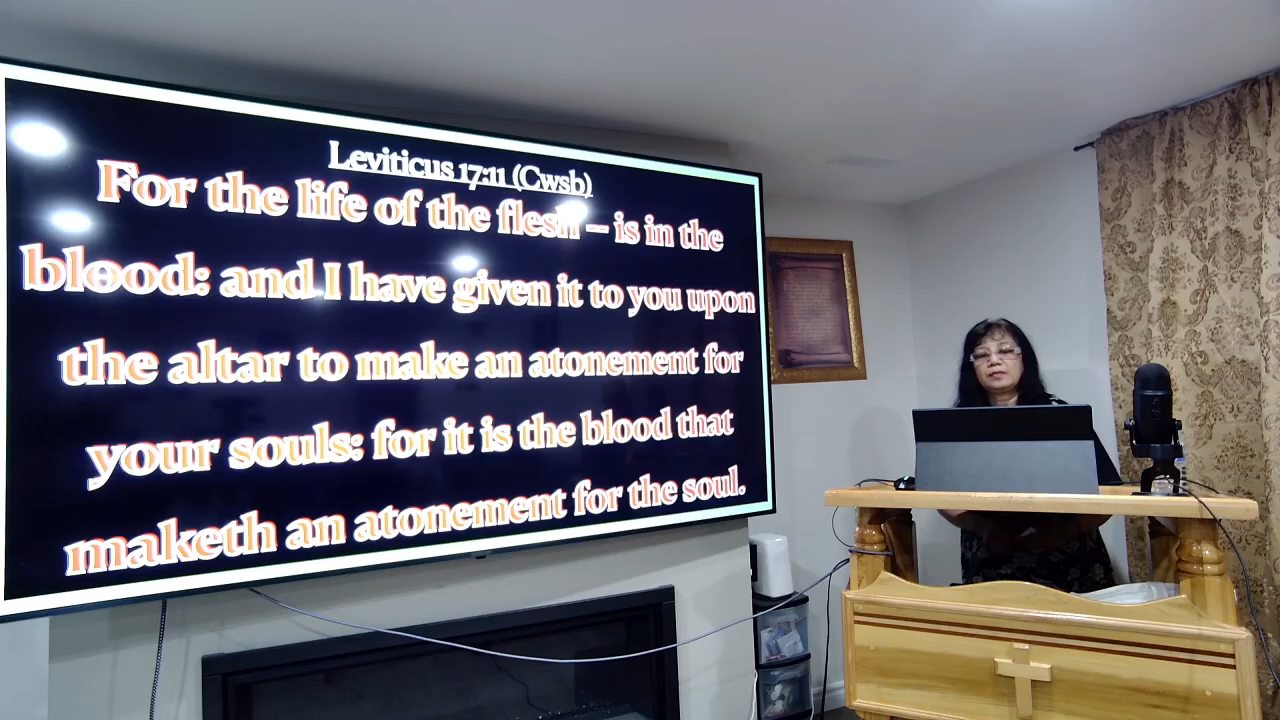 Leviticus 17:11 (Cwsb)
For the life of the flesh – is in the
blood: and I have given it to you upon
the altar to make an atonement for
your souls: for it is the blood that
maketh an atonement for the soul.